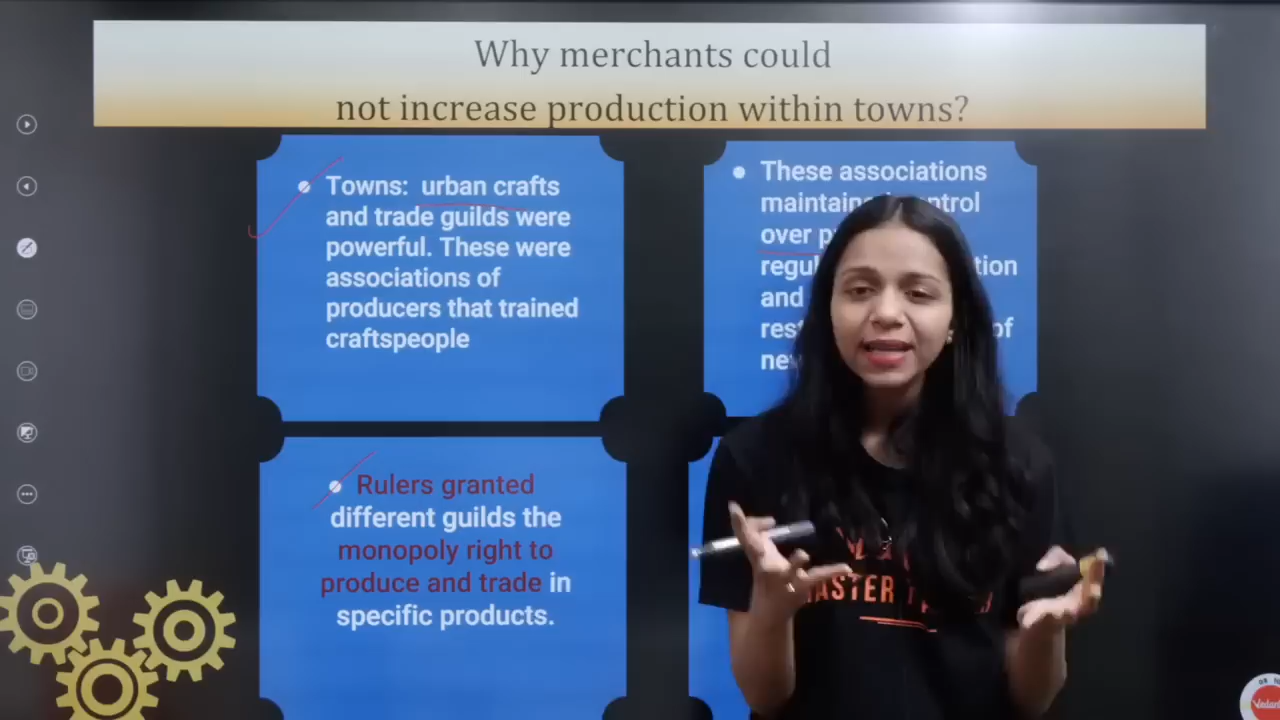 Why merchants could
not increase production within towns?
Towns: urban crafts
and trade guilds were
powerful. These were
associations of
producers that trained
craftspeople
These associations
over
and
of
Rulers granted
different guilds the
monopoly right to
produce and trade in
specific products.